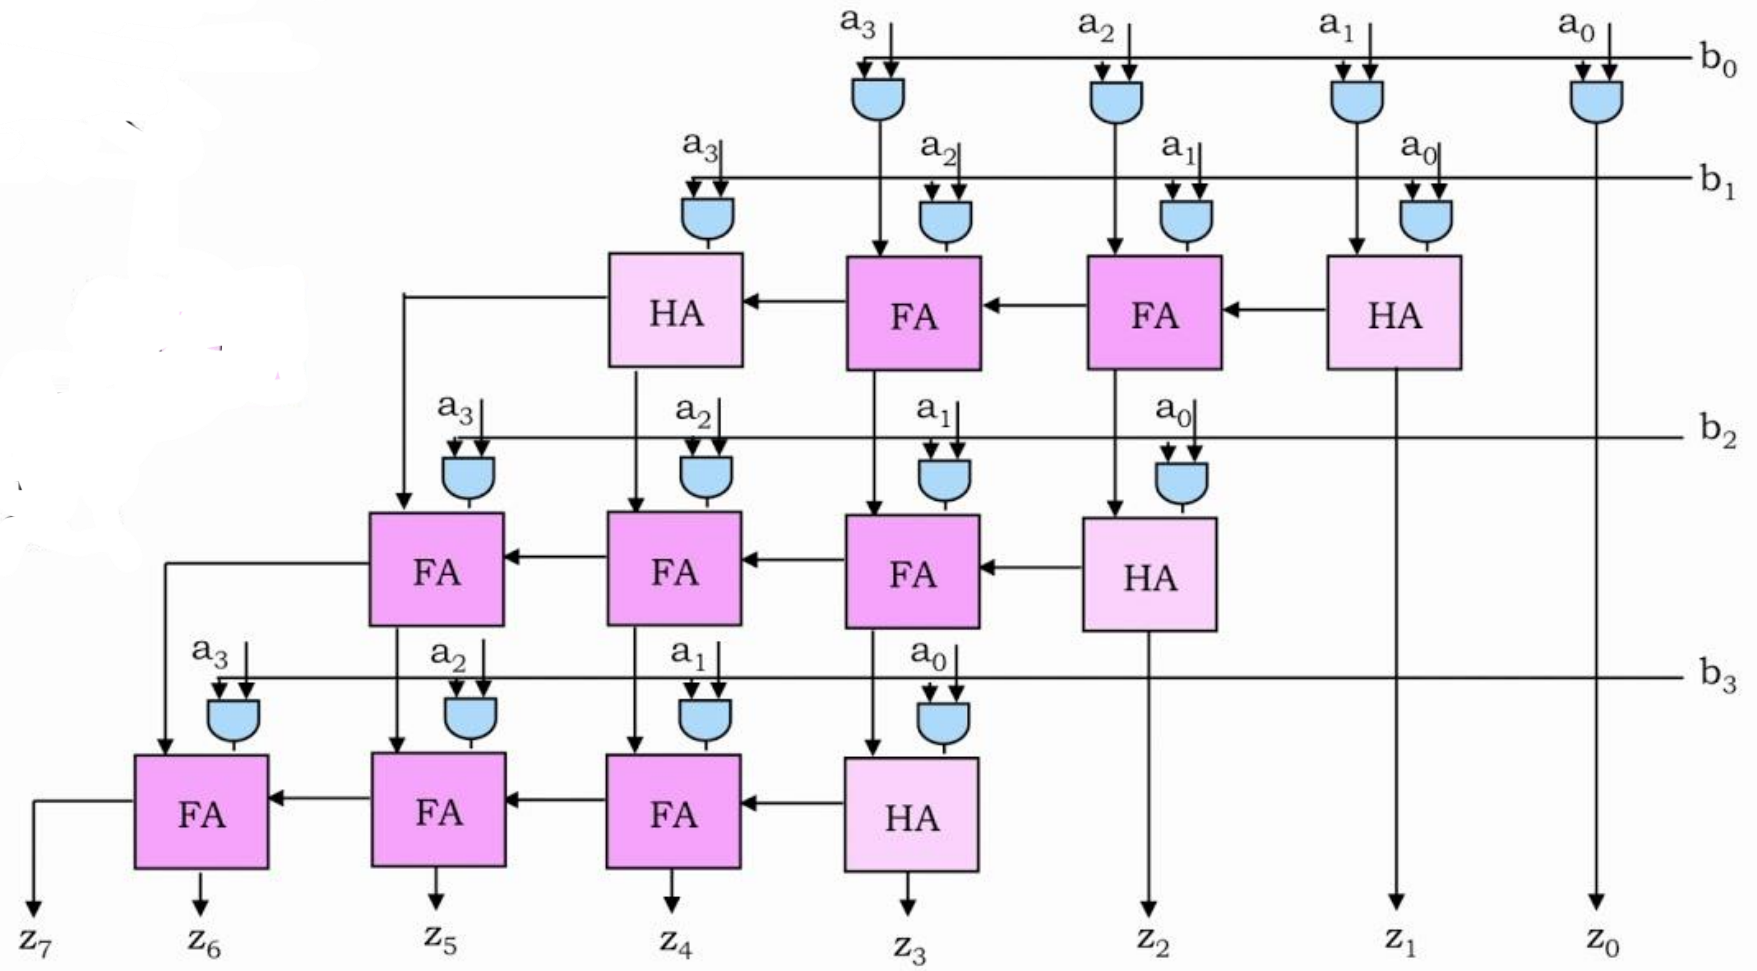 a₃ a₂ a₁ a₀
b₀
a₃ a₂ a₁ a₀
b₁
HA FA FA HA
a₃ a₂ a₁ a₀
b₂
FA FA FA HA
a₃ a₂ a₁ a₀
b₃
FA FA FA HA
z₇ z₆ z₅ z₄ z₃ z₂ z₁ z₀